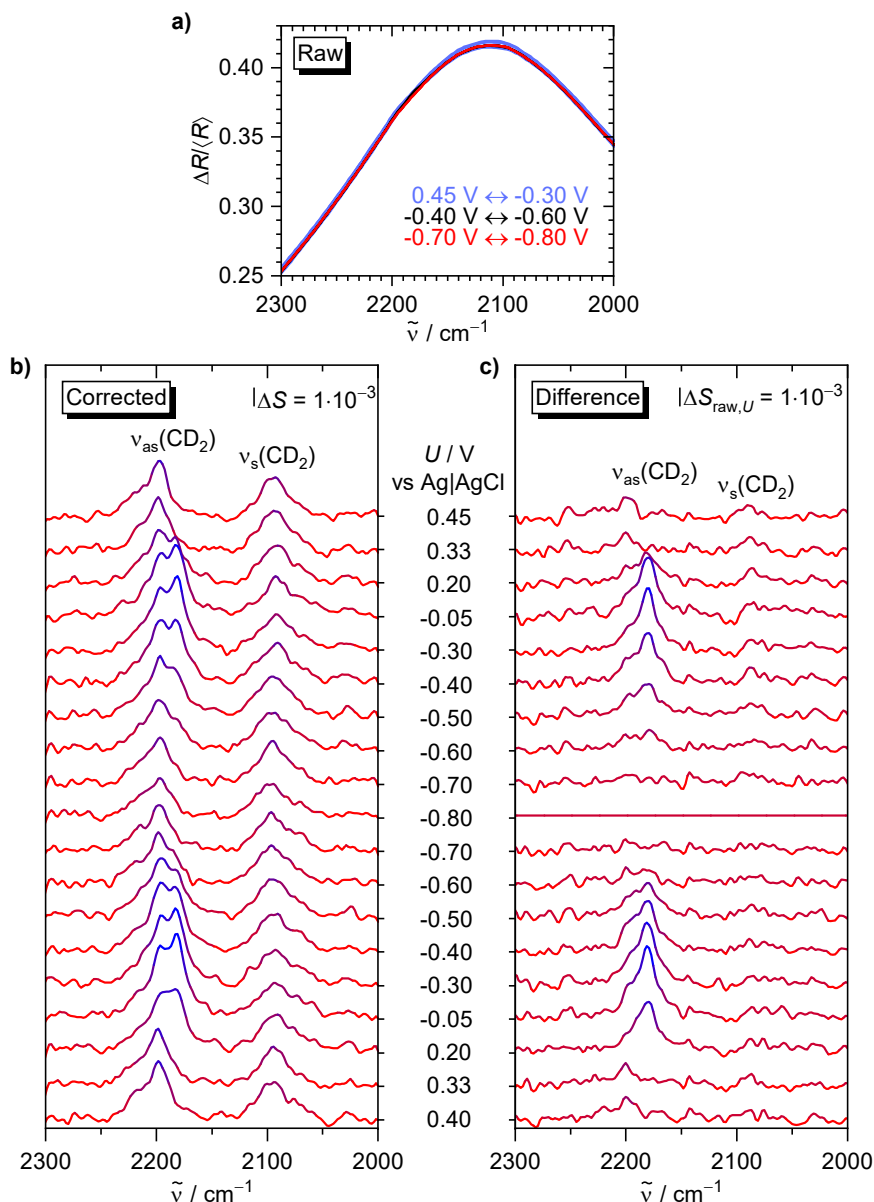 a)
Raw
0.40
0.35
0.30
0.25
ΔR/⟨R⟩
0.45 V ↔ -0.30 V
-0.40 V ↔ -0.60 V
-0.70 V ↔ -0.80 V
2300 2200 2100 2000
ν̃ / cm⁻¹
b)
Corrected
|ΔS = 1·10⁻³
νas(CD₂)
νs(CD₂)
U / V
vs Ag|AgCl
0.45
0.33
0.20
-0.05
-0.30
-0.40
-0.50
-0.60
-0.70
-0.80
-0.70
-0.60
-0.50
-0.40
-0.30
-0.05
0.20
0.33
0.40
2300 2200 2100 2000
ν̃ / cm⁻¹
c)
Difference
|ΔSraw,U = 1·10⁻³
νas(CD₂)
νs(CD₂)
2300 2200 2100 2000
ν̃ / cm⁻¹